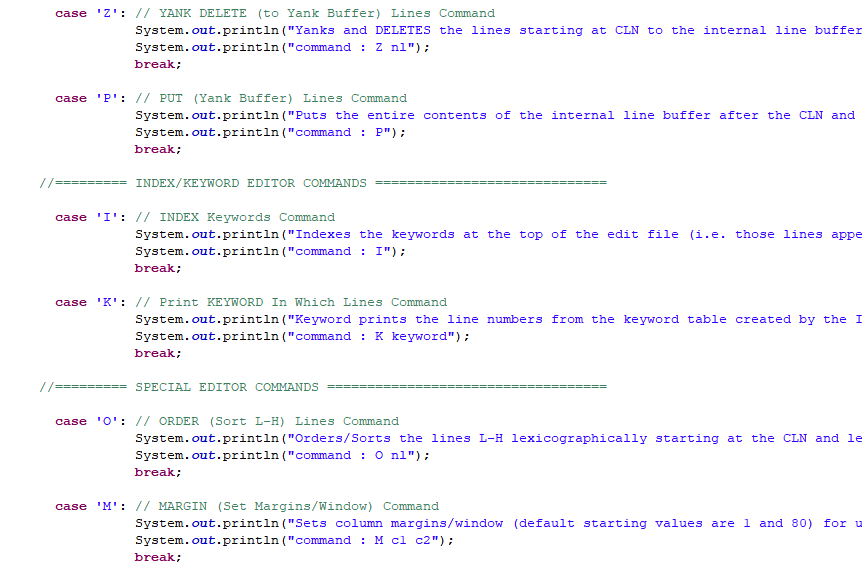 case 'Z': // YANK DELETE (to Yank Buffer) Lines Command
System.out.println("Yanks and DELETES the lines starting at CLN to the internal line buffer
System.out.println("command : Z nl");
break;
case 'P': // PUT (Yank Buffer) Lines Command
System.out.println("Puts the entire contents of the internal line buffer after the CLN and
System.out.println("command : P");
break;
//========= INDEX/KEYWORD EDITOR COMMANDS =============================
case 'I': // INDEX Keywords Command
System.out.println("Indexes the keywords at the top of the edit file (i.e. those lines appe
System.out.println("command : I");
break;
case 'K': // Print KEYWORD In Which Lines Command
System.out.println("Keyword prints the line numbers from the keyword table created by the I
System.out.println("command : K keyword");
break;
//========= SPECIAL EDITOR COMMANDS ===================================
case 'O': // ORDER (Sort L-H) Lines Command
System.out.println("Orders/Sorts the lines L-H lexicographically starting at the CLN and le
System.out.println("command : O nl");
break;
case 'M': // MARGIN (Set Margins/Window) Command
System.out.println("Sets column margins/window (default starting values are 1 and 80) for u
System.out.println("command : M c1 c2");
break;